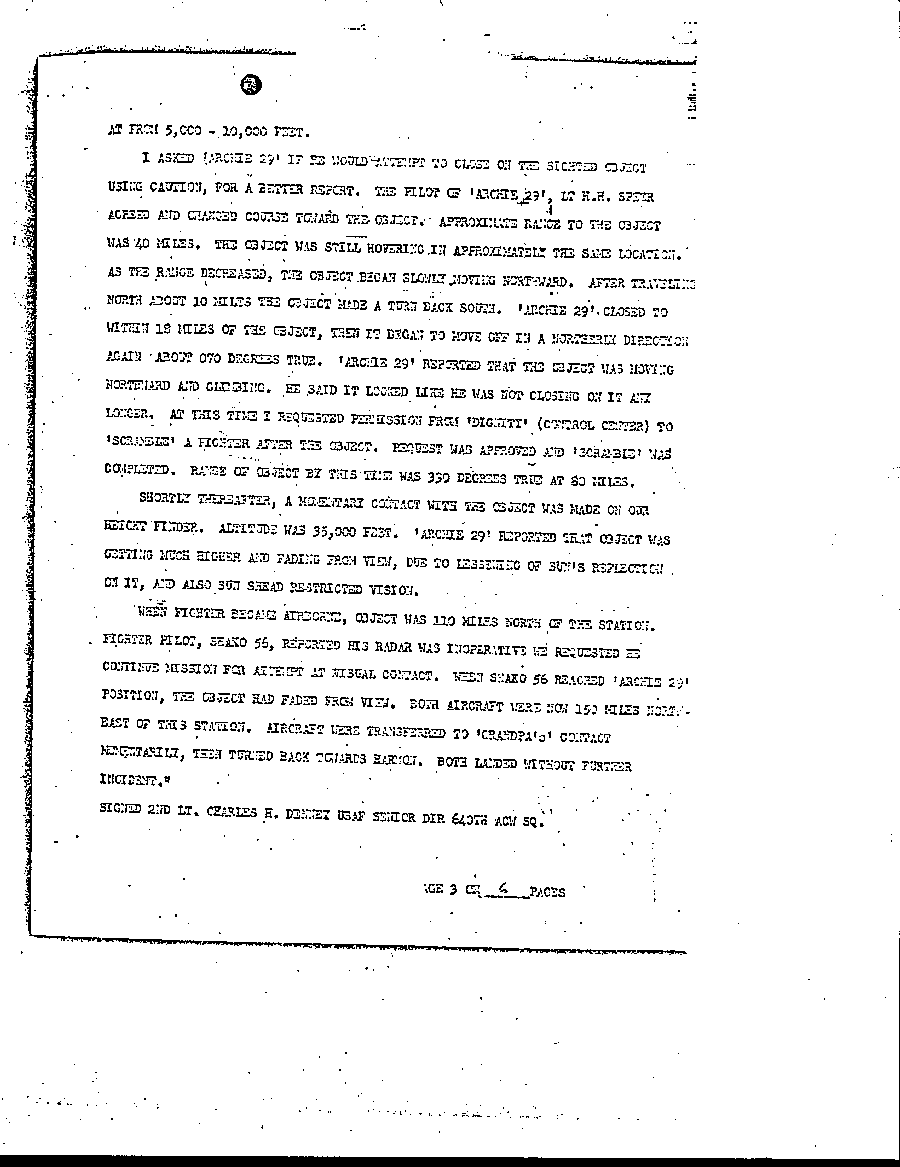 AT FROM 5,000 - 10,000 FEET.
I ASKED 'ARCHIE 29' IF HE WOULD ATTEMPT TO CLOSE ON THE SIGHTED OBJECT
USING CAUTION, FOR A BETTER REPORT. THE PILOT OF 'ARCHIE 29', LT H.H.
AGREED AND CHANGED COURSE TOWARD THE OBJECT. APPROXIMATE RANGE TO THE OBJECT
WAS 40 MILES. THE OBJECT WAS STILL HOVERING IN APPROXIMATELY THE SAME LOCATION.
AS THE RANGE DECREASED, THE OBJECT BEGAN SLOWLY MOVING NORTHWARD. AFTER TRAVELING
NORTH ABOUT 10 MILES THE OBJECT MADE A TURN BACK SOUTH. 'ARCHIE 29' CLOSED TO
WITHIN 18 MILES OF THE OBJECT, THEN IT BEGAN TO MOVE OFF IN A NORTHERLY DIRECTION
AGAIN ABOUT 070 DEGREES TRUE. 'ARCHIE 29' REPORTED THAT THE OBJECT WAS MOVING
NORTHWARD AND CLIMBING. HE SAID IT LOOKED LIKE HE WAS NOT CLOSING ON IT ANY
LONGER. AT THIS TIME I REQUESTED PERMISSION FROM 'DIGNITY' (CONTROL CENTER) TO
'SCRAMBLE' A FIGHTER AFTER THE OBJECT. REQUEST WAS APPROVED AND 'SCRAMBLE' WAS
COMPLETED. RANGE OF OBJECT BY THIS TIME WAS 330 DEGREES TRUE AT 80 MILES.
SHORTLY THEREAFTER, A MOMENTARY CONTACT WITH THE OBJECT WAS MADE ON OUR
HEIGHT FINDER. ALTITUDE WAS 35,000 FEET. 'ARCHIE 29' REPORTED THAT OBJECT WAS
GETTING MUCH HIGHER AND FADING FROM VIEW, DUE TO LESSENING OF SUN'S REFLECTION
ON IT, AND ALSO SUN SHEAD RESTRICTED VISION.
WHEN FIGHTER BECAME AIRBORNE, OBJECT WAS 110 MILES NORTH OF THE STATION.
FIGHTER PILOT, SHAKO 56, REPORTED HIS RADAR WAS INOPERATIVE WE REQUESTED HE
CONTINUE MISSION FOR ATTEMPT AT VISUAL CONTACT. WHEN SHAKO 56 REACHED 'ARCHIE 29'
POSITION, THE OBJECT HAD FADED FROM VIEW. BOTH AIRCRAFT WERE NOW 150 MILES NORTH-
EAST OF THIS STATION. AIRCRAFT WERE TRANSFERRED TO 'GRANDPA'S' CONTACT
MOMENTARILY, THEN TURNED BACK TOWARDS HARMON. BOTH LANDED WITHOUT FURTHER
INCIDENT."
SIGNED 2ND LT. CHARLES H. DENNEY USAF SENIOR DIR 640TH ACW SQ.
AGE 3 OF 6 PAGES